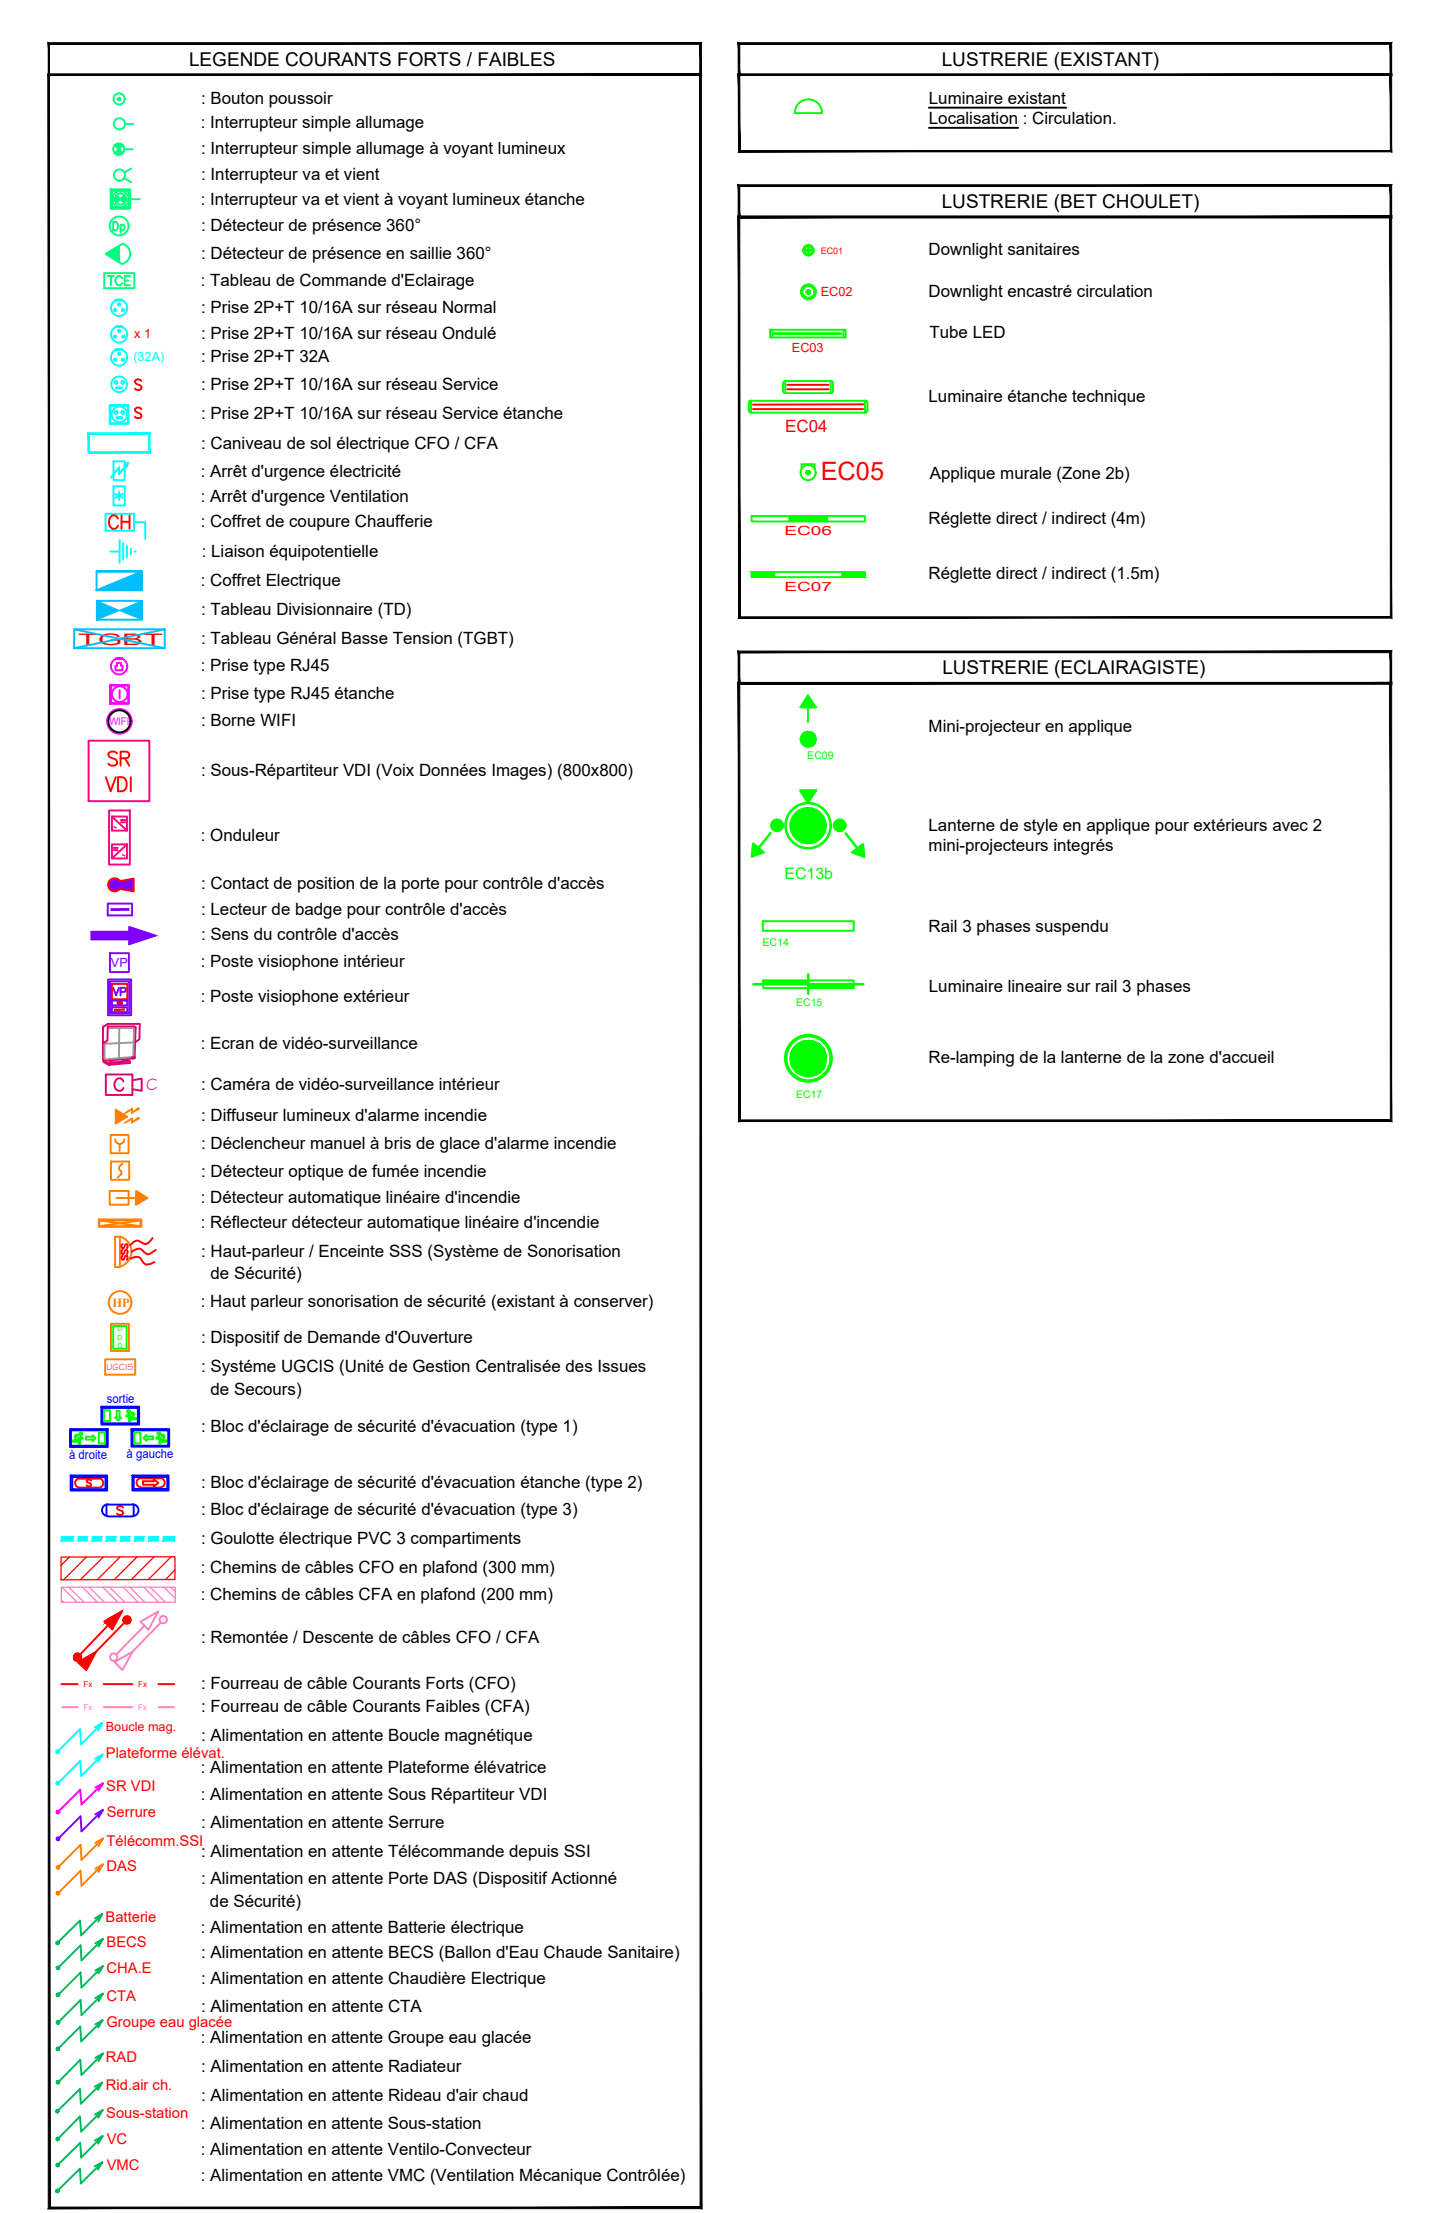 LEGENDE COURANTS FORTS / FAIBLES
: Bouton poussoir
: Interrupteur simple allumage
: Interrupteur simple allumage à voyant lumineux
: Interrupteur va et vient
: Interrupteur va et vient à voyant lumineux étanche
Dp : Détecteur de présence 360°
: Détecteur de présence en saillie 360°
TCE : Tableau de Commande d'Eclairage
: Prise 2P+T 10/16A sur réseau Normal
x 1 : Prise 2P+T 10/16A sur réseau Ondulé
(32A) : Prise 2P+T 32A
S : Prise 2P+T 10/16A sur réseau Service
S : Prise 2P+T 10/16A sur réseau Service étanche
: Caniveau de sol électrique CFO / CFA
: Arrêt d'urgence électricité
: Arrêt d'urgence Ventilation
CH : Coffret de coupure Chaufferie
: Liaison équipotentielle
: Coffret Electrique
: Tableau Divisionnaire (TD)
TGBT : Tableau Général Basse Tension (TGBT)
: Prise type RJ45
: Prise type RJ45 étanche
WIFI : Borne WIFI
SR
VDI
: Sous-Répartiteur VDI (Voix Données Images) (800x800)
: Onduleur
: Contact de position de la porte pour contrôle d'accès
: Lecteur de badge pour contrôle d'accès
: Sens du contrôle d'accès
VP : Poste visiophone intérieur
VP : Poste visiophone extérieur
: Ecran de vidéo-surveillance
C C : Caméra de vidéo-surveillance intérieur
: Diffuseur lumineux d'alarme incendie
: Déclencheur manuel à bris de glace d'alarme incendie
: Détecteur optique de fumée incendie
: Détecteur automatique linéaire d'incendie
: Réflecteur détecteur automatique linéaire d'incendie
SSS : Haut-parleur / Enceinte SSS (Système de Sonorisation
de Sécurité)
HP : Haut parleur sonorisation de sécurité (existant à conserver)
: Dispositif de Demande d'Ouverture
UGCIS : Systéme UGCIS (Unité de Gestion Centralisée des Issues
de Secours)
sortie
: Bloc d'éclairage de sécurité d'évacuation (type 1)
à droite à gauche
S : Bloc d'éclairage de sécurité d'évacuation étanche (type 2)
S : Bloc d'éclairage de sécurité d'évacuation (type 3)
: Goulotte électrique PVC 3 compartiments
: Chemins de câbles CFO en plafond (300 mm)
: Chemins de câbles CFA en plafond (200 mm)
: Remontée / Descente de câbles CFO / CFA
Fx Fx : Fourreau de câble Courants Forts (CFO)
Fx Fx : Fourreau de câble Courants Faibles (CFA)
Boucle mag. : Alimentation en attente Boucle magnétique
Plateforme élévat. : Alimentation en attente Plateforme élévatrice
SR VDI : Alimentation en attente Sous Répartiteur VDI
Serrure : Alimentation en attente Serrure
Télécomm.SSI : Alimentation en attente Télécommande depuis SSI
DAS : Alimentation en attente Porte DAS (Dispositif Actionné
de Sécurité)
Batterie : Alimentation en attente Batterie électrique
BECS : Alimentation en attente BECS (Ballon d'Eau Chaude Sanitaire)
CHA.E : Alimentation en attente Chaudière Electrique
CTA : Alimentation en attente CTA
Groupe eau glacée : Alimentation en attente Groupe eau glacée
RAD : Alimentation en attente Radiateur
Rid.air ch. : Alimentation en attente Rideau d'air chaud
Sous-station : Alimentation en attente Sous-station
VC : Alimentation en attente Ventilo-Convecteur
VMC : Alimentation en attente VMC (Ventilation Mécanique Contrôlée)
LUSTRERIE (EXISTANT)
Luminaire existant
Localisation : Circulation.
LUSTRERIE (BET CHOULET)
EC01 Downlight sanitaires
EC02 Downlight encastré circulation
Tube LED
EC03
Luminaire étanche technique
EC04
EC05 Applique murale (Zone 2b)
Réglette direct / indirect (4m)
EC06
Réglette direct / indirect (1.5m)
EC07
LUSTRERIE (ECLAIRAGISTE)
Mini-projecteur en applique
EC09
Lanterne de style en applique pour extérieurs avec 2
mini-projecteurs integrés
EC13b
Rail 3 phases suspendu
EC14
Luminaire lineaire sur rail 3 phases
EC15
Re-lamping de la lanterne de la zone d'accueil
EC17